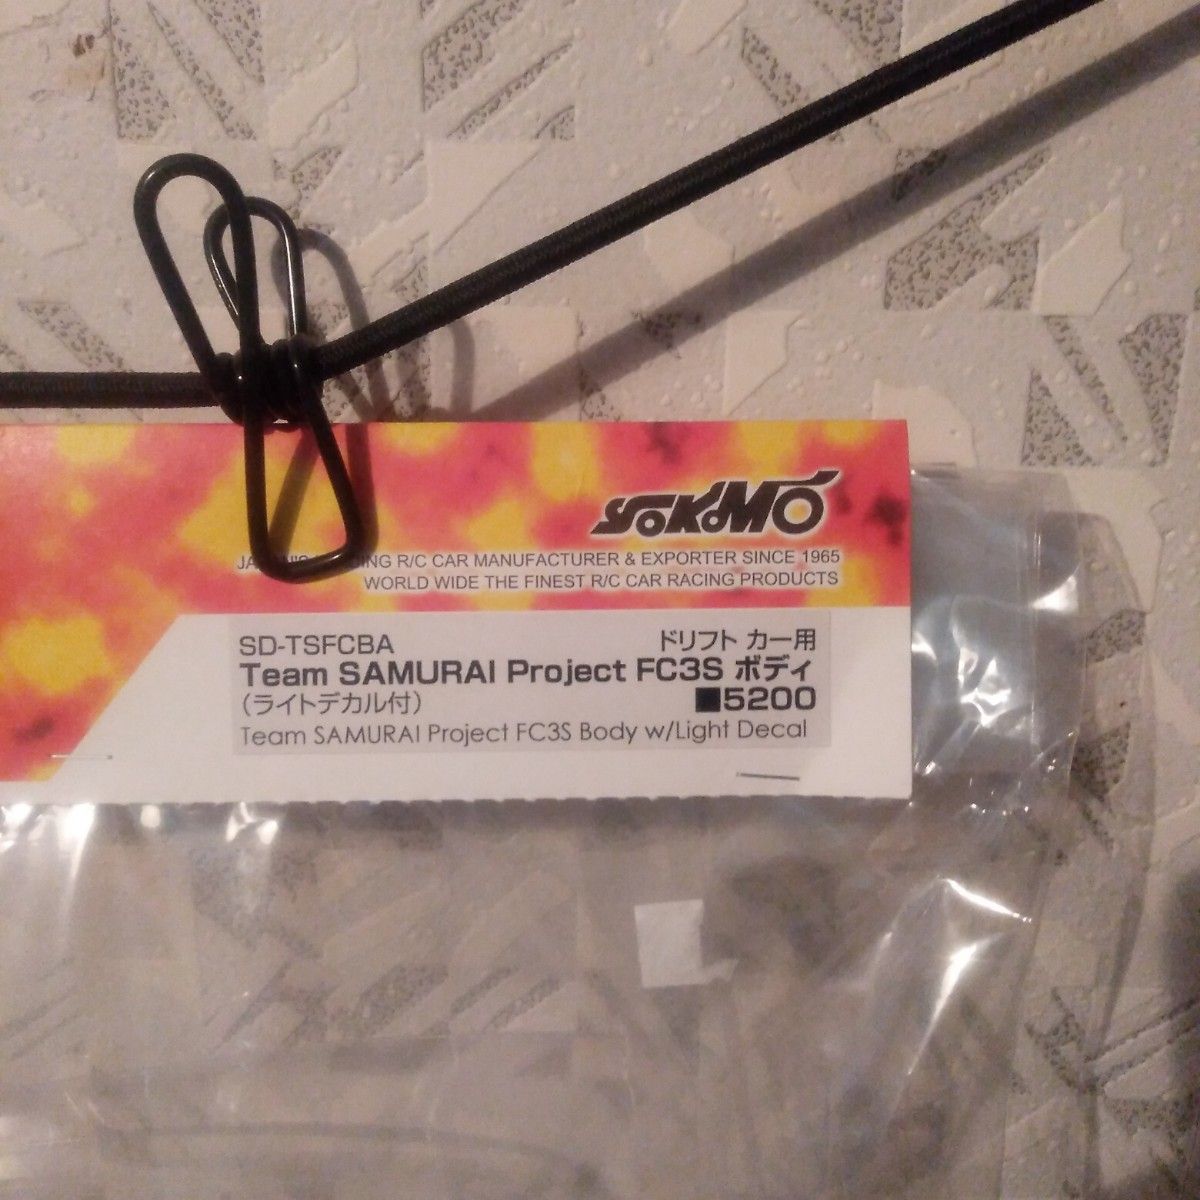 YOKOMO
R/C CAR MANUFACTURER & EXPORTER SINCE 1965
WORLD WIDE THE FINEST R/C CAR RACING PRODUCTS
SD-TSFCBA ドリフト カー用
Team SAMURAI Project FC3S ボディ
(ライトデカル付) ■5200
Team SAMURAI Project FC3S Body w/Light Decal